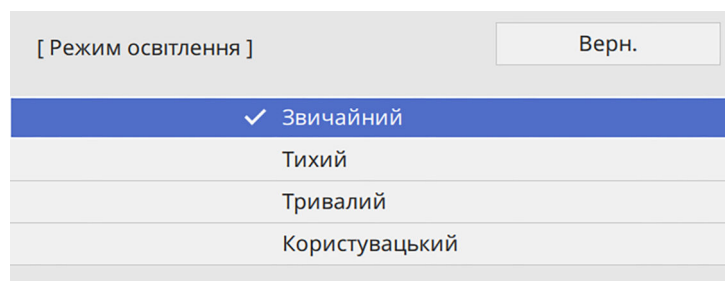 [ Режим освітлення ]
Верн.
Звичайний
Тихий
Тривалий
Користувацький